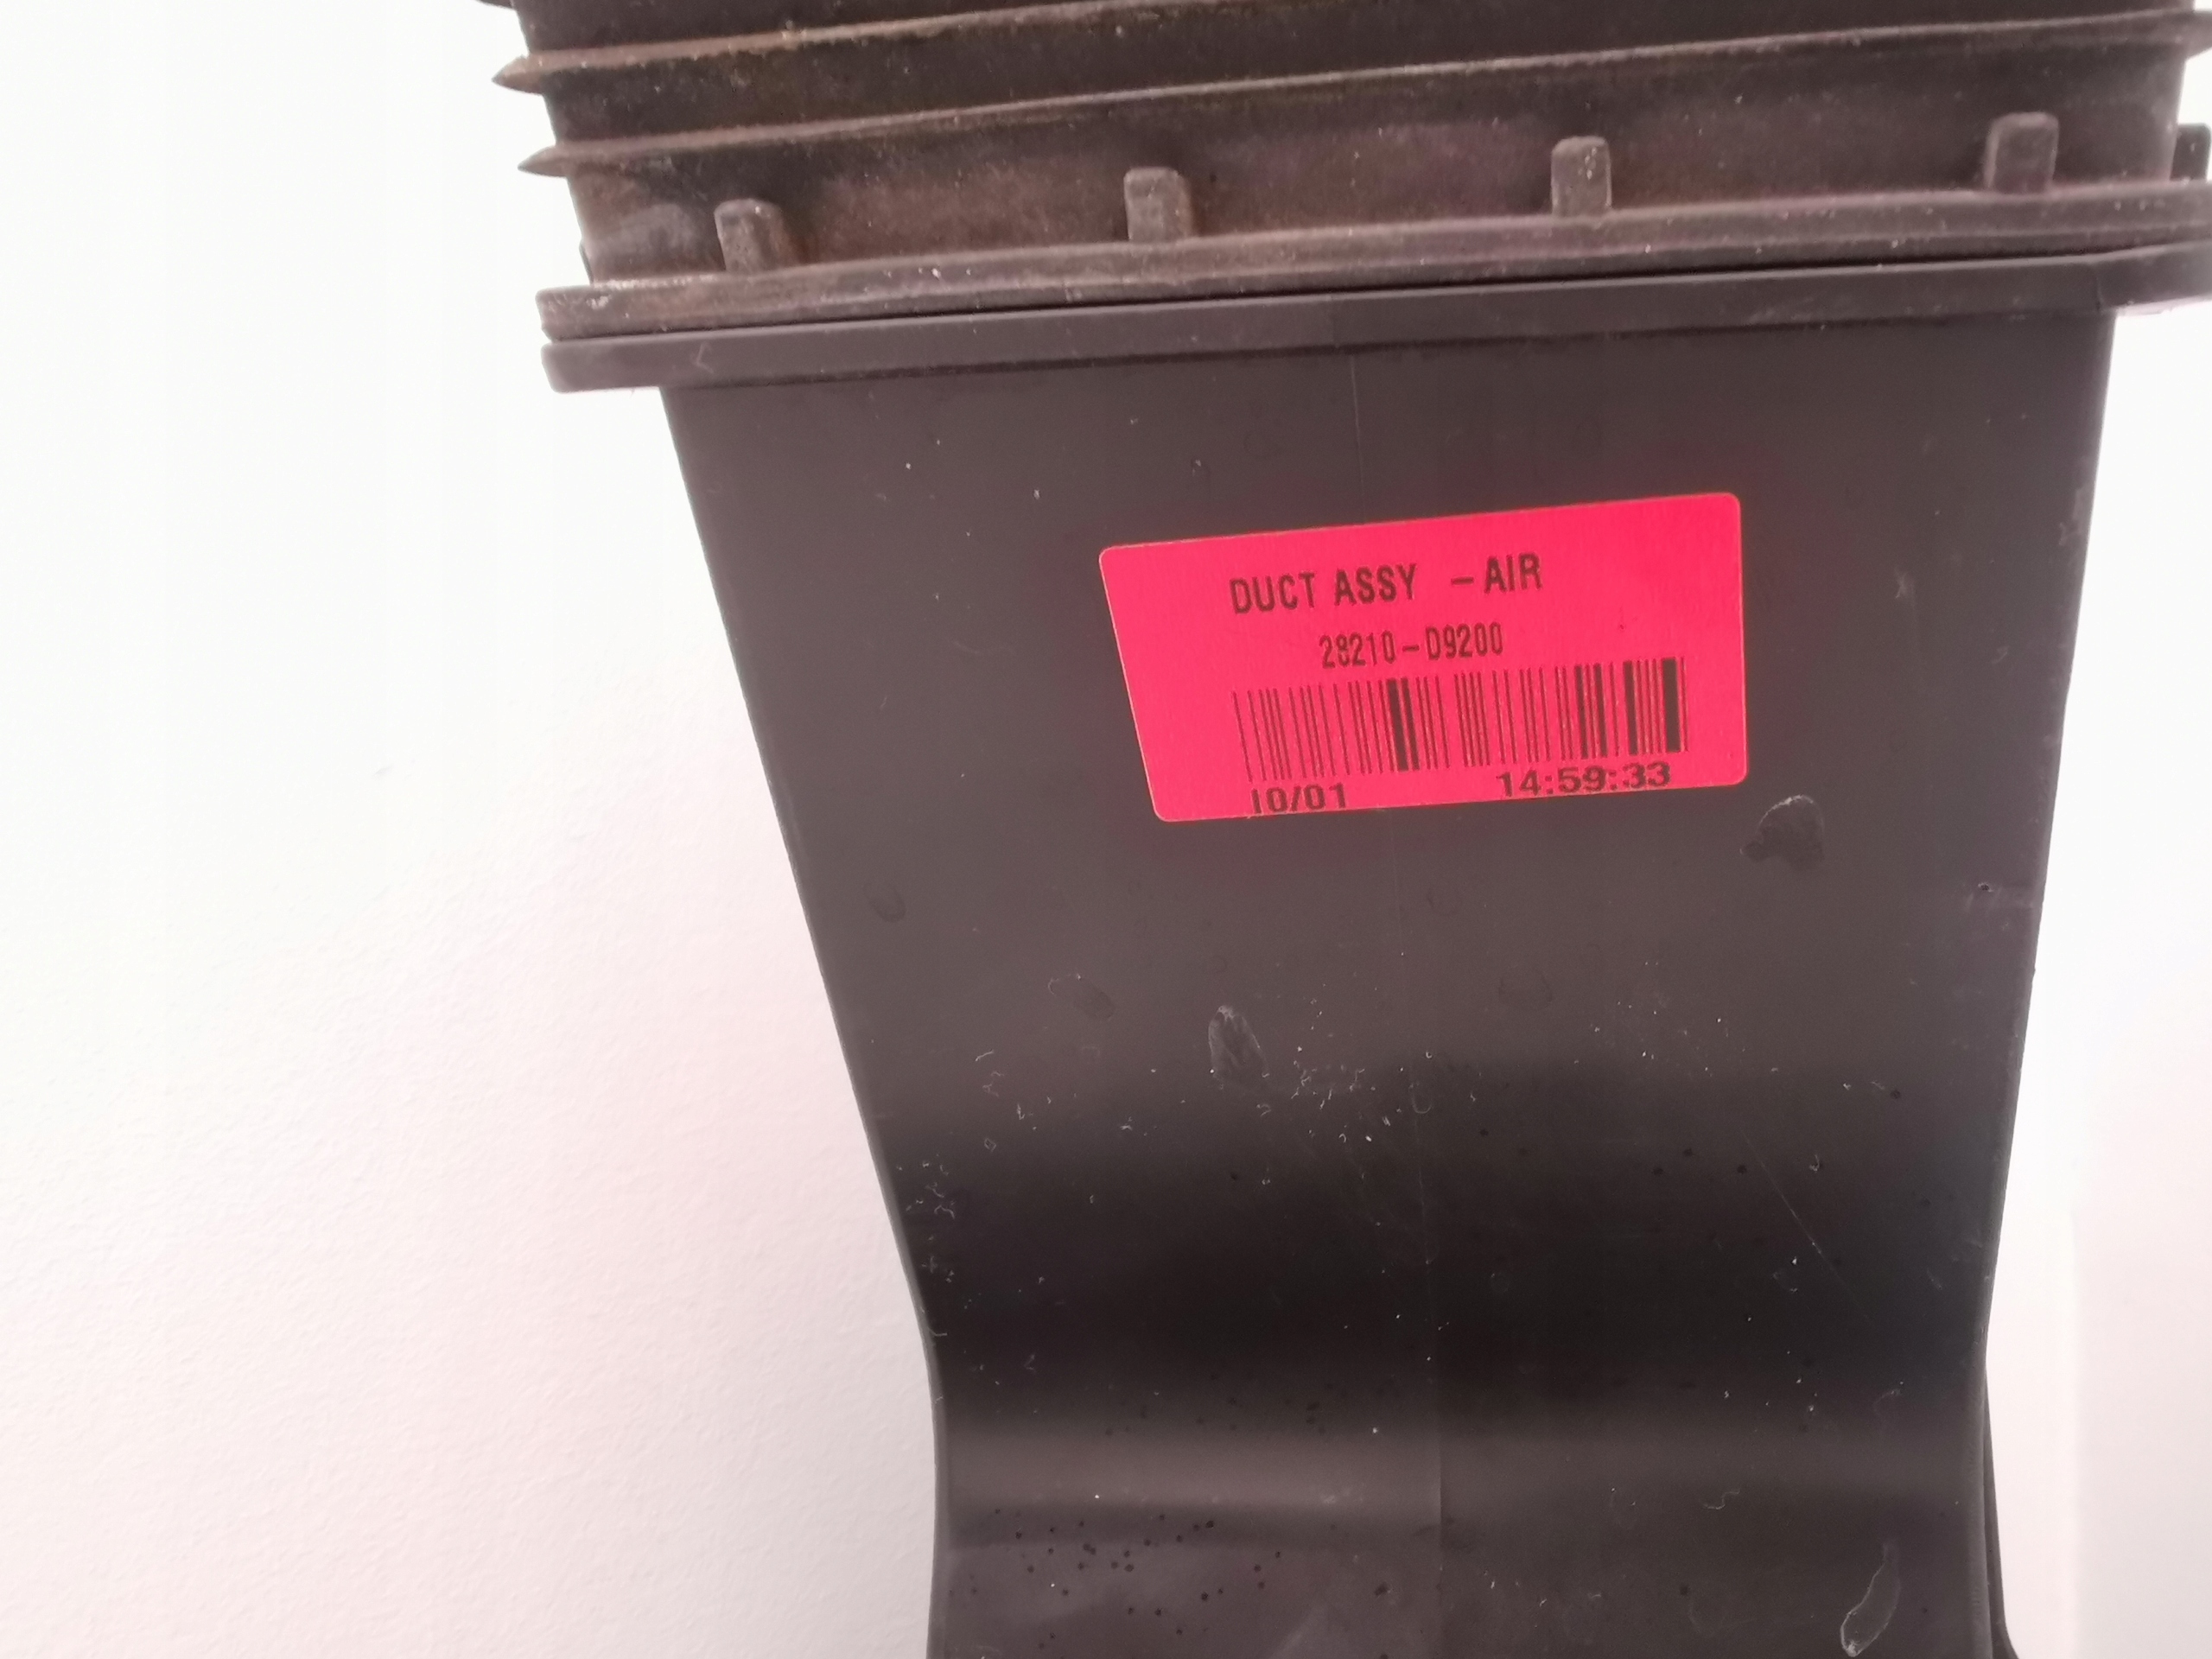 DUCT ASSY - AIR
28210-D9200
10/01 14:59:33